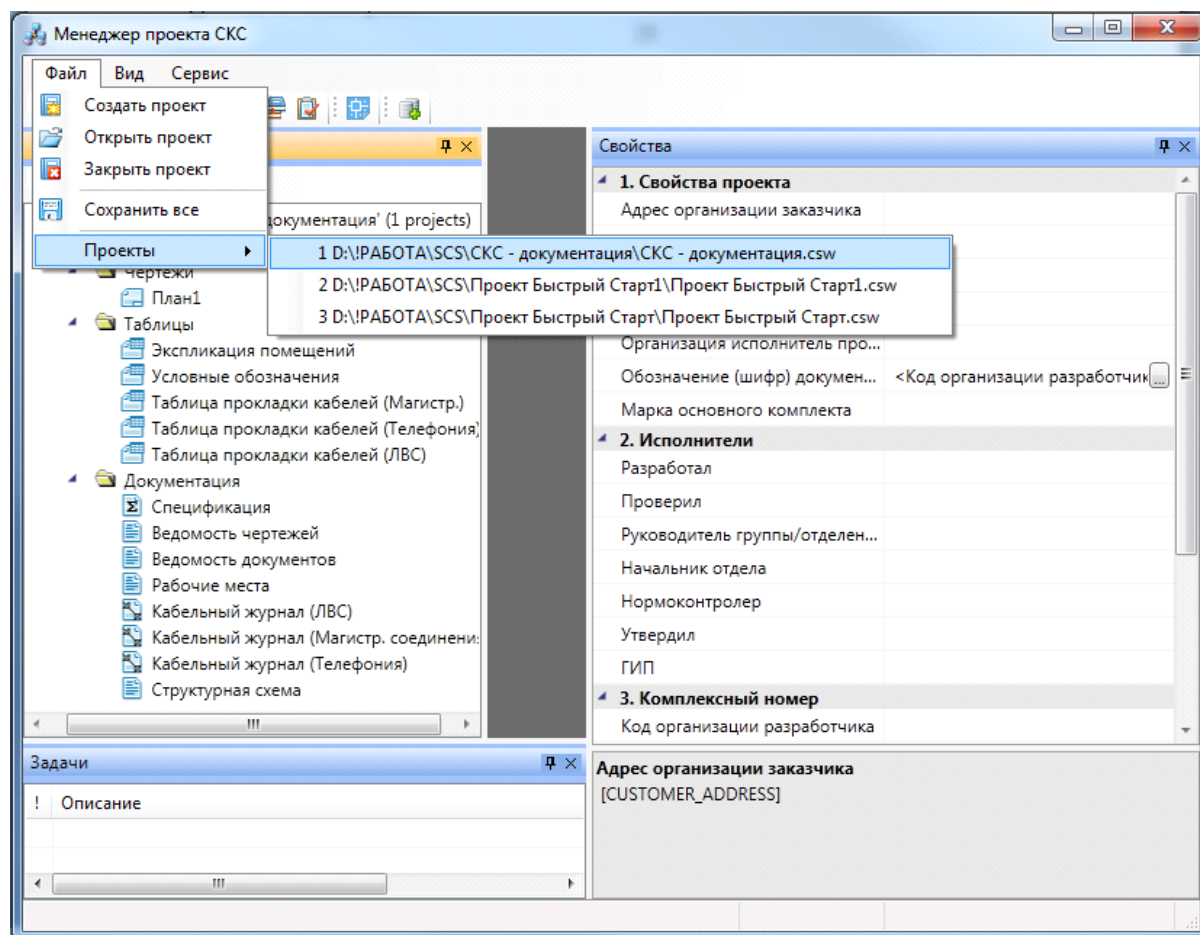 Менеджер проекта СКС
Файл Вид Сервис
Создать проект
Открыть проект
Закрыть проект
Сохранить все
Проекты
1 D:\!РАБОТА\SCS\СКС - документация\СКС - документация.csw
2 D:\!РАБОТА\SCS\Проект Быстрый Старт1\Проект Быстрый Старт1.csw
3 D:\!РАБОТА\SCS\Проект Быстрый Старт\Проект Быстрый Старт.csw
документация' (1 projects)
Чертежи
План1
Таблицы
Экспликация помещений
Условные обозначения
Таблица прокладки кабелей (Магистр.)
Таблица прокладки кабелей (Телефония)
Таблица прокладки кабелей (ЛВС)
Документация
Спецификация
Ведомость чертежей
Ведомость документов
Рабочие места
Кабельный журнал (ЛВС)
Кабельный журнал (Магистр. соединени
Кабельный журнал (Телефония)
Структурная схема
Свойства
1. Свойства проекта
Адрес организации заказчика
Организация исполнитель про...
Обозначение (шифр) докумен... <Код организации разработчик ...
Марка основного комплекта
2. Исполнители
Разработал
Проверил
Руководитель группы/отделен...
Начальник отдела
Нормоконтролер
Утвердил
ГИП
3. Комплексный номер
Код организации разработчика
Адрес организации заказчика
[CUSTOMER_ADDRESS]
Задачи
! Описание